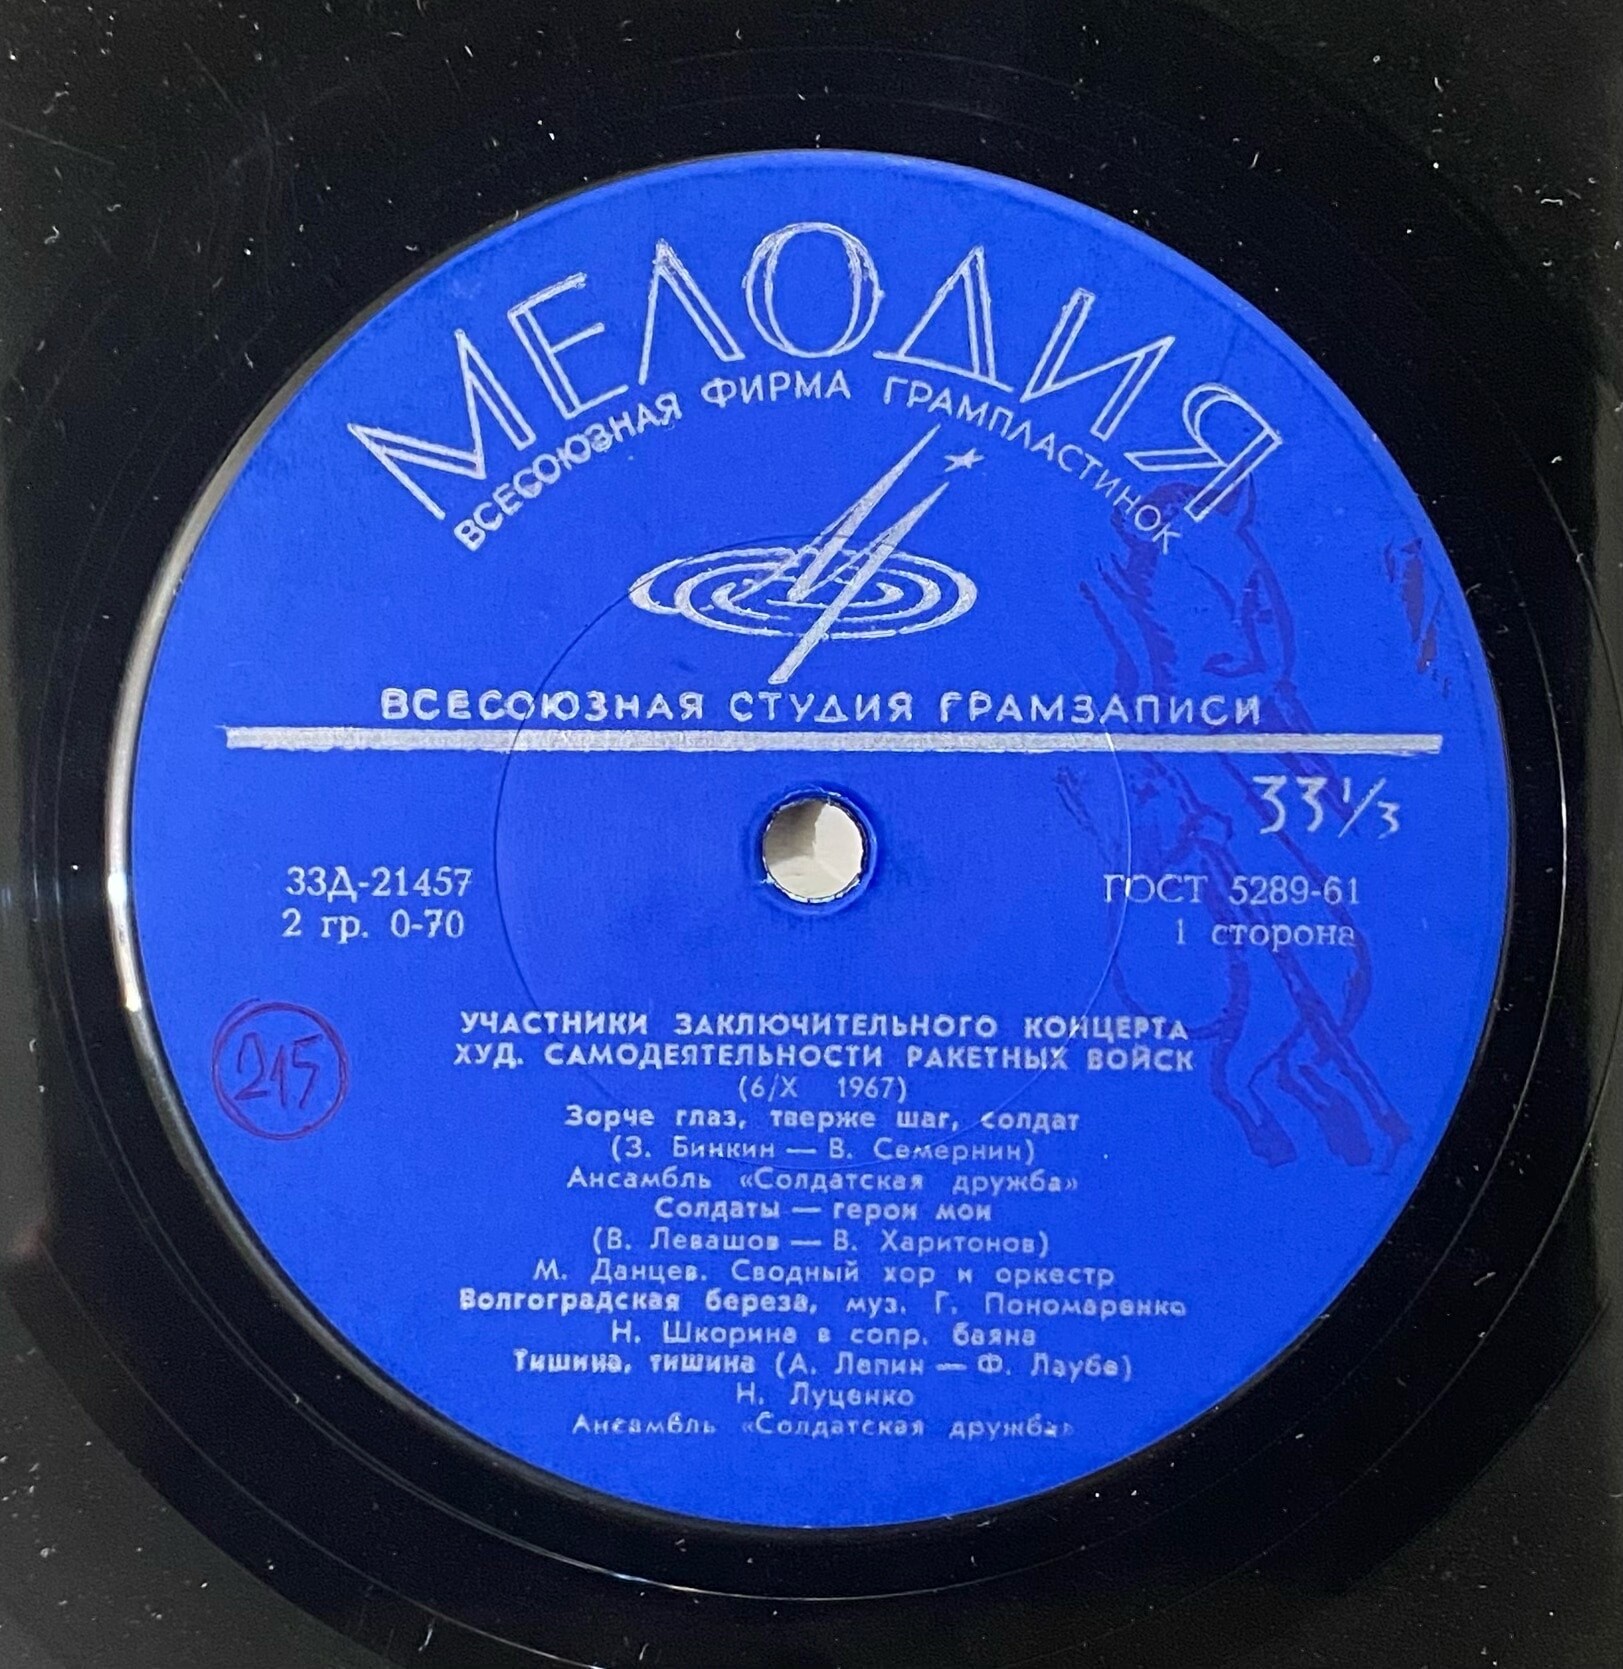 МЕЛОДИЯ
ВСЕСОЮЗНАЯ ФИРМА ГРАМПЛАСТИНОК
ВСЕСОЮЗНАЯ СТУДИЯ ГРАМЗАПИСИ
33 1/3
33Д-21457
ГОСТ 5289-61
2 гр. 0-70
1 сторона
215
УЧАСТНИКИ ЗАКЛЮЧИТЕЛЬНОГО КОНЦЕРТА
ХУД. САМОДЕЯТЕЛЬНОСТИ РАКЕТНЫХ ВОЙСК
(6/X 1967)
Зорче глаз, тверже шаг, солдат
(З. Бинкин — В. Семернин)
Ансамбль «Солдатская дружба»
Солдаты — герои мои
(В. Левашов — В. Харитонов)
М. Данцев. Сводный хор и оркестр
Волгоградская береза, муз. Г. Пономаренко
Н. Шкорина в сопр. баяна
Тишина, тишина (А. Лепин — Ф. Лаубе)
Н. Луценко
Ансамбль «Солдатская дружба»